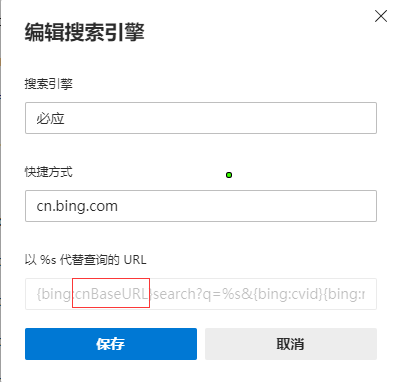 编辑搜索引擎
搜索引擎
必应
快捷方式
cn.bing.com
以 %s 代替查询的 URL
{bing:cnBaseURL}search?q=%s&{bing:cvid}{bing:r
保存
取消